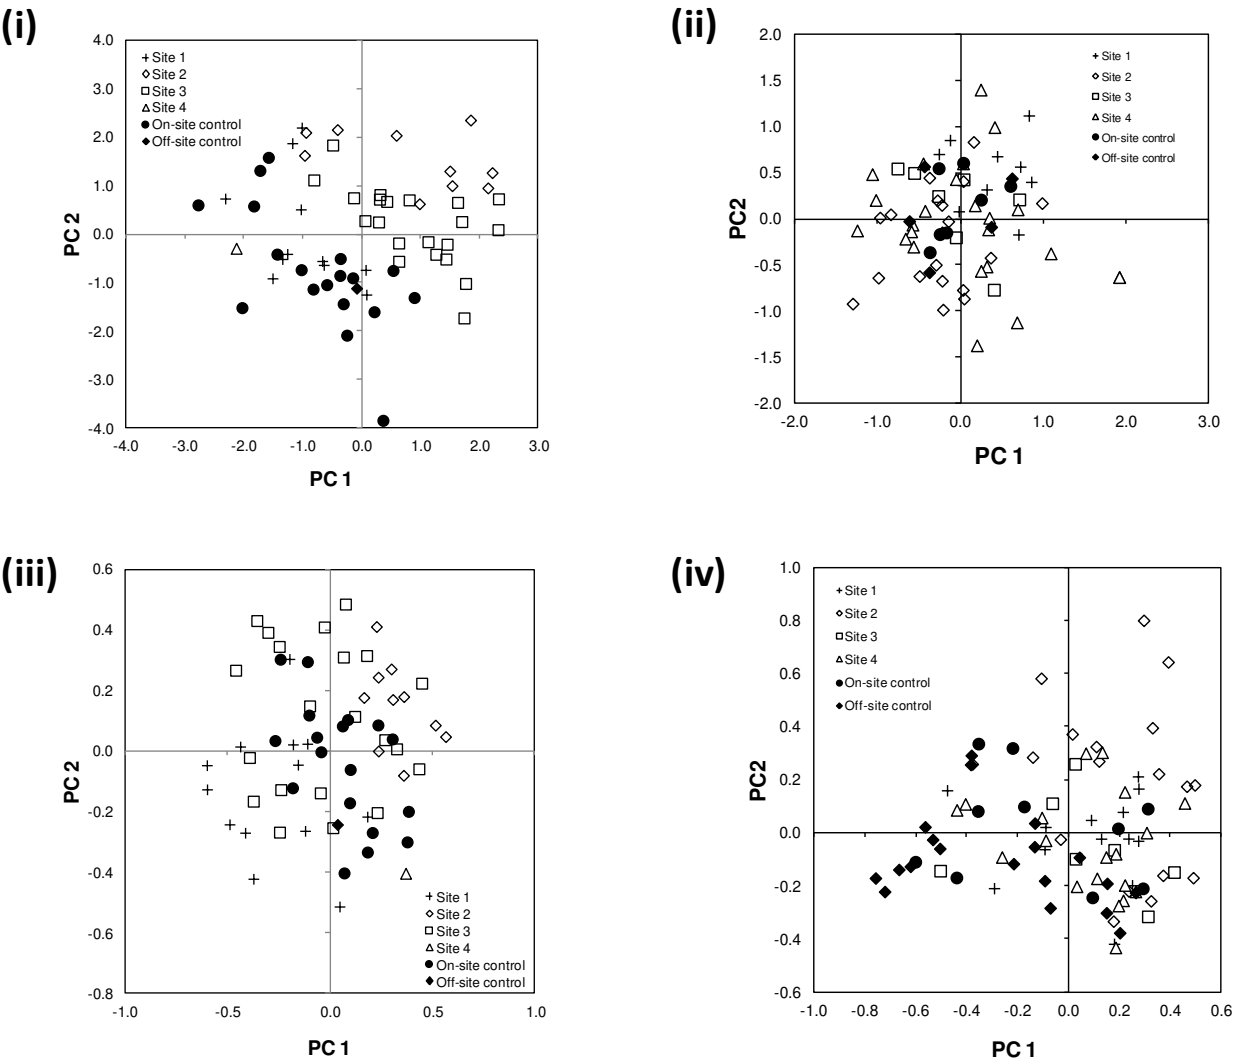 (i)
4.0
3.0
2.0
1.0
0.0
-1.0
-2.0
-3.0
-4.0
PC 2
Site 1
Site 2
Site 3
Site 4
On-site control
Off-site control
-4.0 -3.0 -2.0 -1.0 0.0 1.0 2.0 3.0
PC 1
(ii)
2.0
1.5
1.0
0.5
0.0
-0.5
-1.0
-1.5
-2.0
PC2
Site 1
Site 2
Site 3
Site 4
On-site control
Off-site control
-2.0 -1.0 0.0 1.0 2.0 3.0
PC 1
(iii)
0.6
0.4
0.2
0.0
-0.2
-0.4
-0.6
-0.8
PC 2
Site 1
Site 2
Site 3
Site 4
On-site control
Off-site control
-1.0 -0.5 0.0 0.5 1.0
PC 1
(iv)
1.0
0.8
0.6
0.4
0.2
0.0
-0.2
-0.4
-0.6
PC2
Site 1
Site 2
Site 3
Site 4
On-site control
Off-site control
-1.0 -0.8 -0.6 -0.4 -0.2 0.0 0.2 0.4 0.6
PC 1